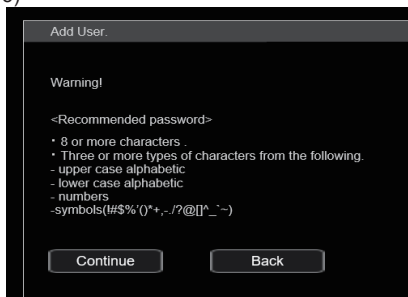 Add User.
Warning!
<Recommended password>
・8 or more characters .
・Three or more types of characters from the following.
- upper case alphabetic
- lower case alphabetic
- numbers
-symbols(!#$%'()*+,-./?@[]^_`~)
Continue Back